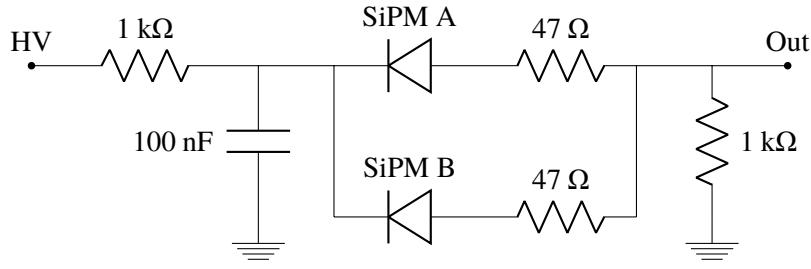 SiPM A
HV
1 kΩ
47 Ω
Out
100 nF
1 kΩ
SiPM B
47 Ω